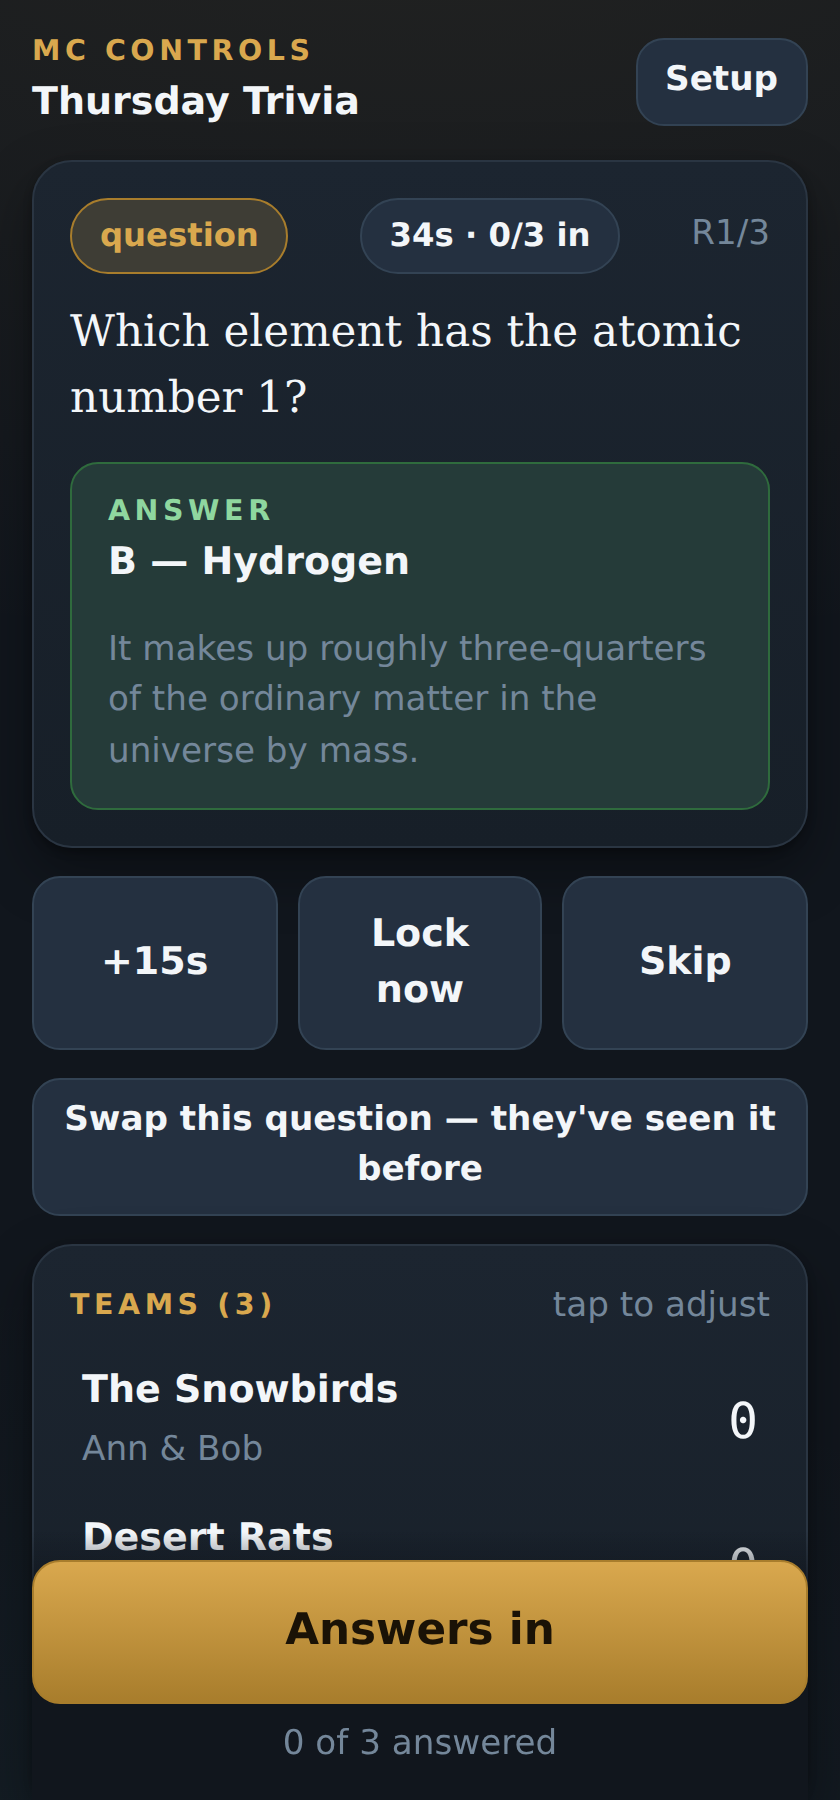 MC CONTROLS
Thursday Trivia
Setup
question
34s · 0/3 in
R1/3
Which element has the atomic
number 1?
ANSWER
B — Hydrogen
It makes up roughly three-quarters
of the ordinary matter in the
universe by mass.
+15s
Lock
now
Skip
Swap this question — they've seen it
before
TEAMS (3)
tap to adjust
The Snowbirds
Ann & Bob
0
Desert Rats
Answers in
0 of 3 answered